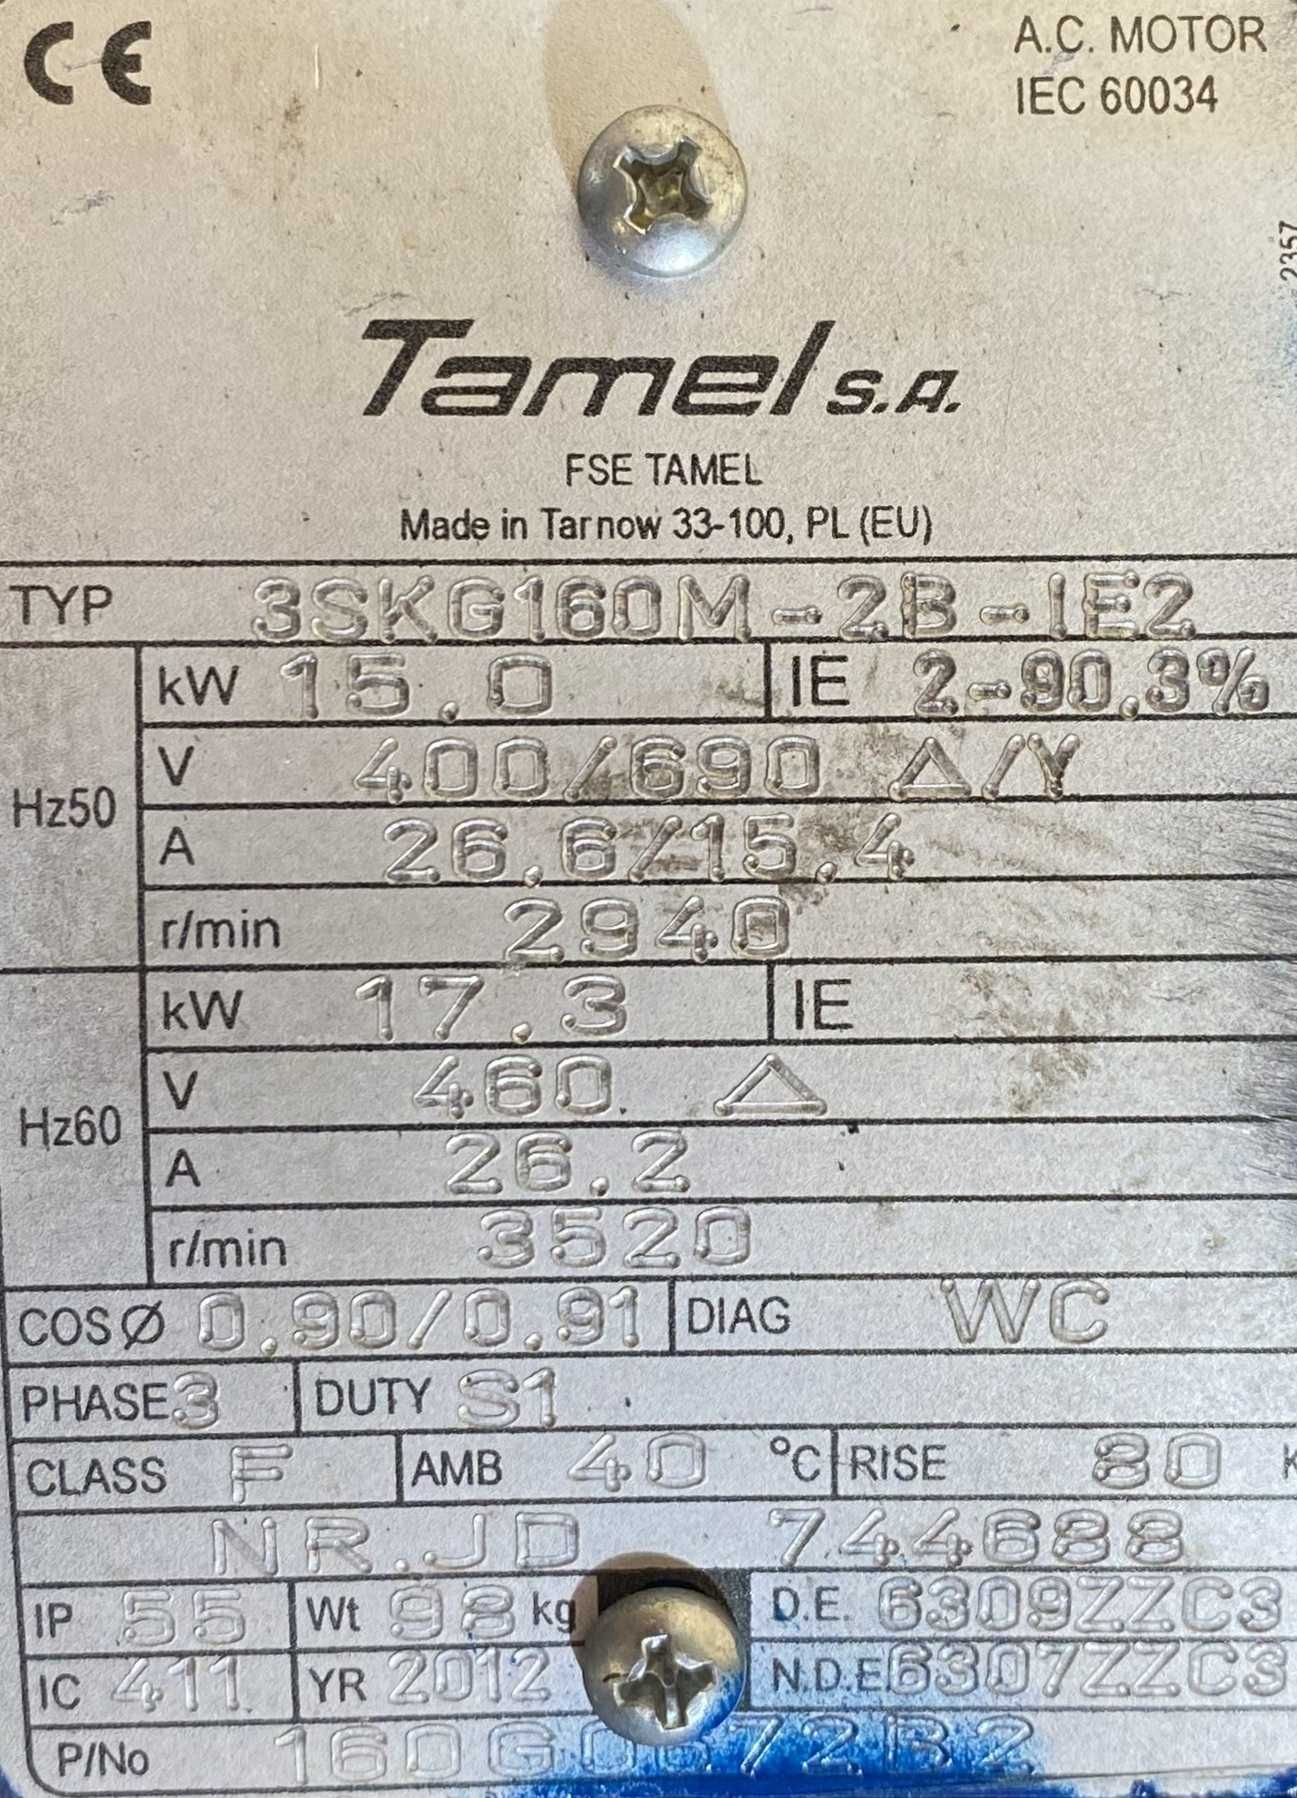 CE
A.C. MOTOR
IEC 60034
2357
Tamel S.A.
FSE TAMEL
Made in Tarnow 33-100, PL (EU)
TYP 3SKG160M-2B-IE2
Hz50
kW 15.0 IE 2-90.3%
V 400/690 Δ/Y
A 26.6/15.4
r/min 2940
Hz60
kW 17.3 IE
V 460 Δ
A 26.2
r/min 3520
COSØ 0.90/0.91 DIAG WC
PHASE 3 DUTY S1
CLASS F AMB 40 °C RISE 80 K
NR.JD 744688
IP 55 Wt 98 kg D.E. 6309ZZC3
IC 411 YR 2012 N.D.E. 6307ZZC3
P/No